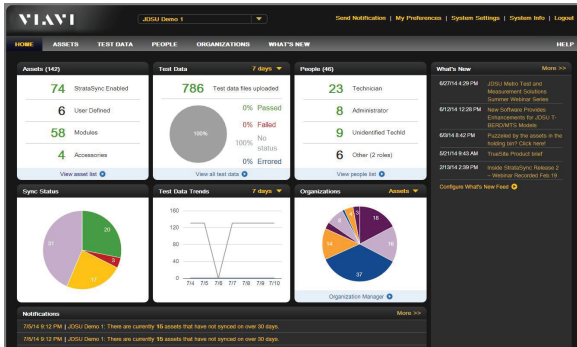 VIAVI
JDSU Demo 1
Send Notification | My Preferences | System Settings | System Info | Logout
HOME ASSETS TEST DATA PEOPLE ORGANIZATIONS WHAT'S NEW HELP
Assets (142)
74 StrataSync Enabled
6 User Defined
58 Modules
4 Accessories
View asset list
Test Data 7 days
786 Test data files uploaded
100%
0% Passed
0% Failed
100% No status
0% Errored
View all test data
People (46)
23 Technician
8 Administrator
9 Unidentified TechId
6 Other (2 roles)
View people list
What's New More >>
6/27/14 4:29 PM JDSU Metro Test and
Measurement Solutions
Summer Webinar Series
6/13/14 12:28 PM New Software Provides
Enhancements for JDSU T-
BERD/MTS Models
6/3/14 8:42 PM Puzzeled by the assets in the
holding bin? Click here!
5/21/14 9:43 AM TrueSite Product brief
2/13/14 2:39 PM Inside StrataSync Release 2
– Webinar Recorded Feb.19
Configure What's New Feed
Sync Status
20
3
17
31
Test Data Trends 7 days
160
120
80
40
0
7/4 7/5 7/6 7/7 7/8 7/9 7/10
Organizations Assets
18
16
37
14
Organization Manager
Notifications More >>
7/5/14 9:12 PM | JDSU Demo 1: There are currently 15 assets that have not synced on over 30 days.
7/5/14 9:12 PM | JDSU Demo 1: There are currently 15 assets that have not synced on over 30 days.